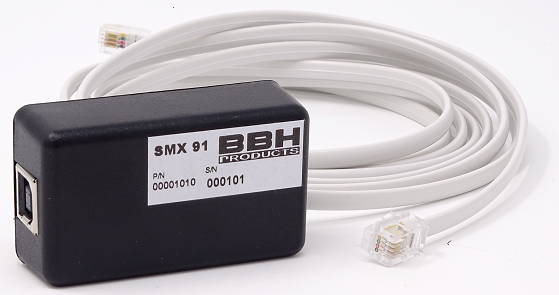 SMX 91 BBH
PRODUCTS
P/N S/N
00001010 000101